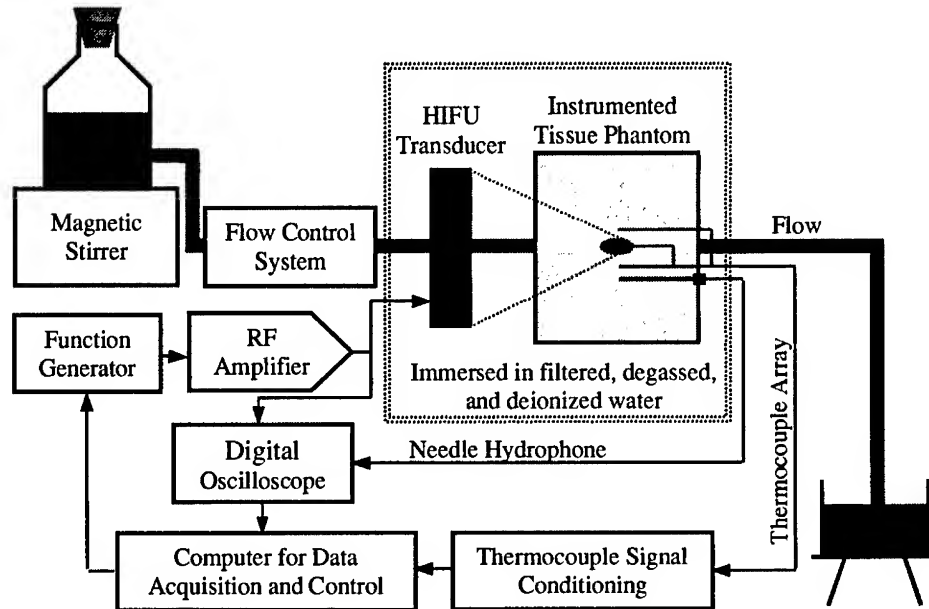 HIFU
Transducer
Instrumented
Tissue Phantom
Magnetic
Stirrer
Flow Control
System
Flow
Function
Generator
RF
Amplifier
Immersed in filtered, degassed,
and deionized water
Thermocouple Array
Digital
Oscilloscope
Needle Hydrophone
Computer for Data
Acquisition and Control
Thermocouple Signal
Conditioning